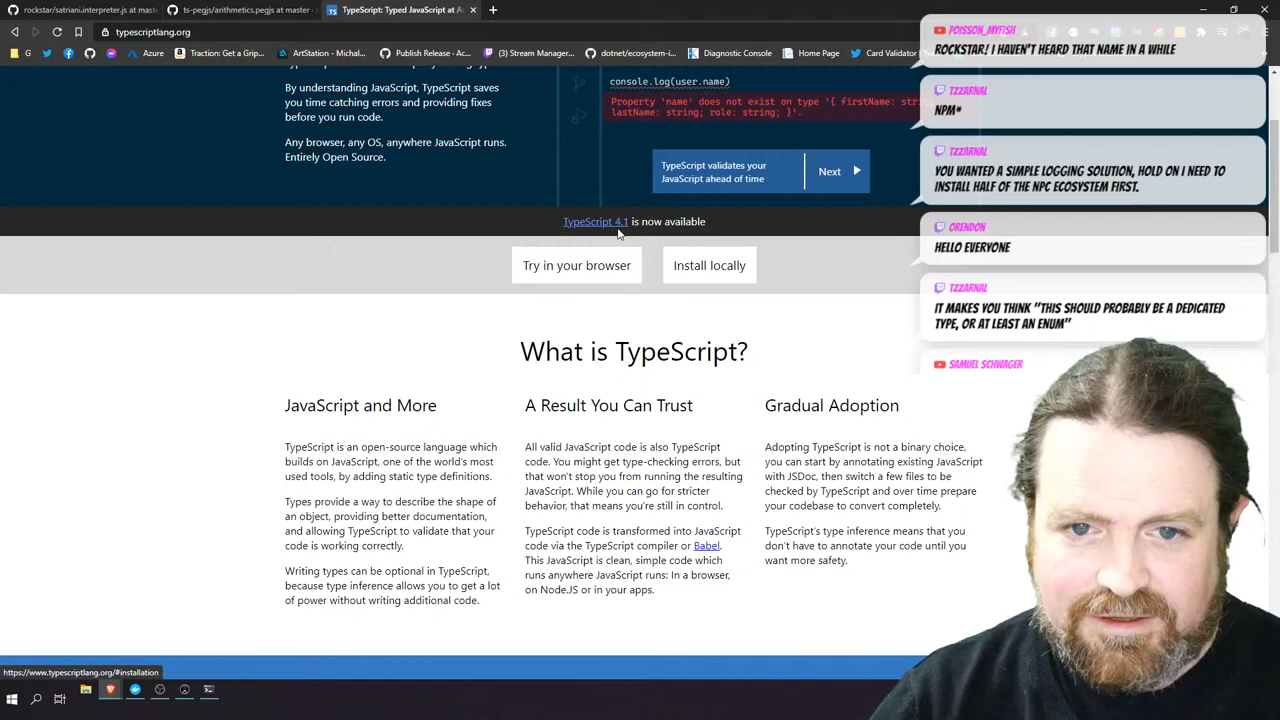 rockstar/satriani.interpreter.js at mast
ts-pegjs/arithmetics.pegjs at master ·
TS TypeScript: Typed JavaScript at A
typescriptlang.org
G
Azure
Traction: Get a Grip...
ArtStation - Michal...
Publish Release · Ac...
(3) Stream Manager...
dotnet/ecosystem-i...
Diagnostic Console
Home Page
Card Validator | Tw
By understanding JavaScript, TypeScript saves
you time catching errors and providing fixes
before you run code.
Any browser, any OS, anywhere JavaScript runs.
Entirely Open Source.
console.log(user.name)
Property 'name' does not exist on type '{ firstName: stri
lastName: string; role: string; }'.
TypeScript validates your
JavaScript ahead of time
Next
TypeScript 4.1 is now available
Try in your browser
Install locally
What is TypeScript?
JavaScript and More
TypeScript is an open-source language which
builds on JavaScript, one of the world's most
used tools, by adding static type definitions.
Types provide a way to describe the shape of
an object, providing better documentation,
and allowing TypeScript to validate that your
code is working correctly.
Writing types can be optional in TypeScript,
because type inference allows you to get a lot
of power without writing additional code.
A Result You Can Trust
All valid JavaScript code is also TypeScript
code. You might get type-checking errors, but
that won't stop you from running the resulting
JavaScript. While you can go for stricter
behavior, that means you're still in control.
TypeScript code is transformed into JavaScript
code via the TypeScript compiler or Babel.
This JavaScript is clean, simple code which
runs anywhere JavaScript runs: In a browser,
on Node.JS or in your apps.
Gradual Adoption
Adopting TypeScript is not a binary choice,
you can start by annotating existing JavaScript
with JSDoc, then switch a few files to be
checked by TypeScript and over time prepare
your codebase to convert completely.
TypeScript's type inference means that you
don't have to annotate your code until you
want more safety.
POISSON_MYFISH
ROCKSTAR! I HAVEN'T HEARD THAT NAME IN A WHILE
TZZARNAL
NPM*
TZZARNAL
YOU WANTED A SIMPLE LOGGING SOLUTION, HOLD ON I NEED TO
INSTALL HALF OF THE NPC ECOSYSTEM FIRST.
ORENDON
HELLO EVERYONE
TZZARNAL
IT MAKES YOU THINK "THIS SHOULD PROBABLY BE A DEDICATED
TYPE, OR AT LEAST AN ENUM"
SAMUEL SCHWAGER
https://www.typescriptlang.org/#installation